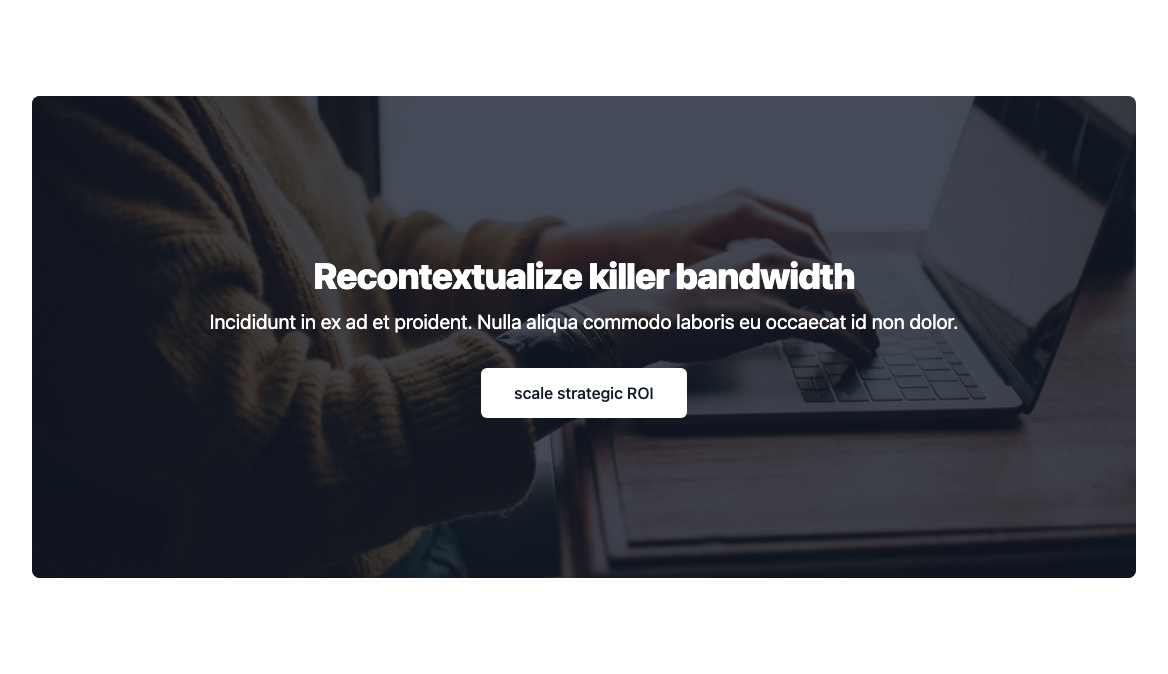 Recontextualize killer bandwidth
Incididunt in ex ad et proident. Nulla aliqua commodo laboris eu occaecat id non dolor.
scale strategic ROI